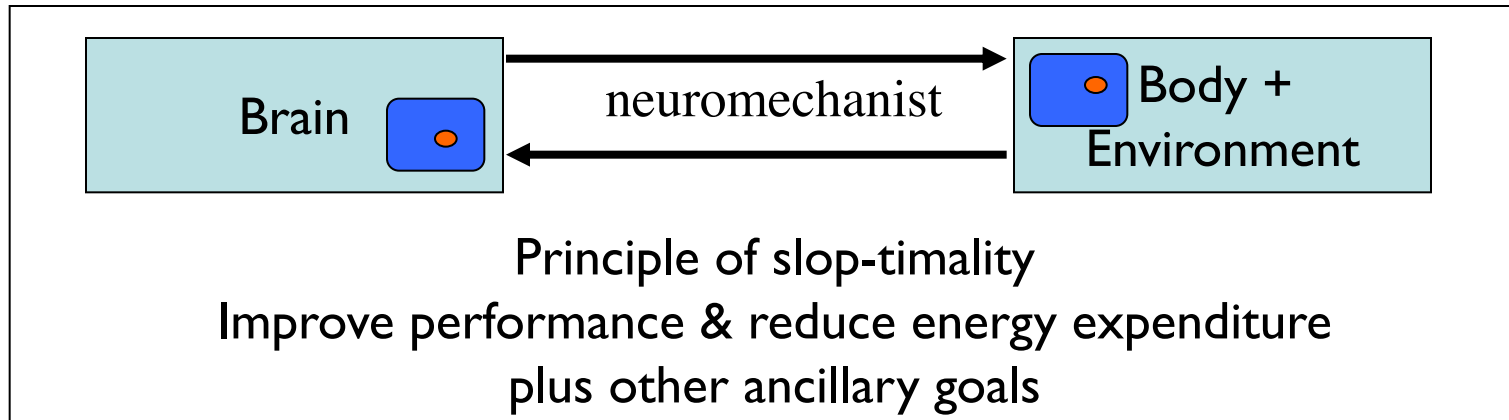 Brain
neuromechanist
Body +
Environment
Principle of slop-timality
Improve performance & reduce energy expenditure
plus other ancillary goals